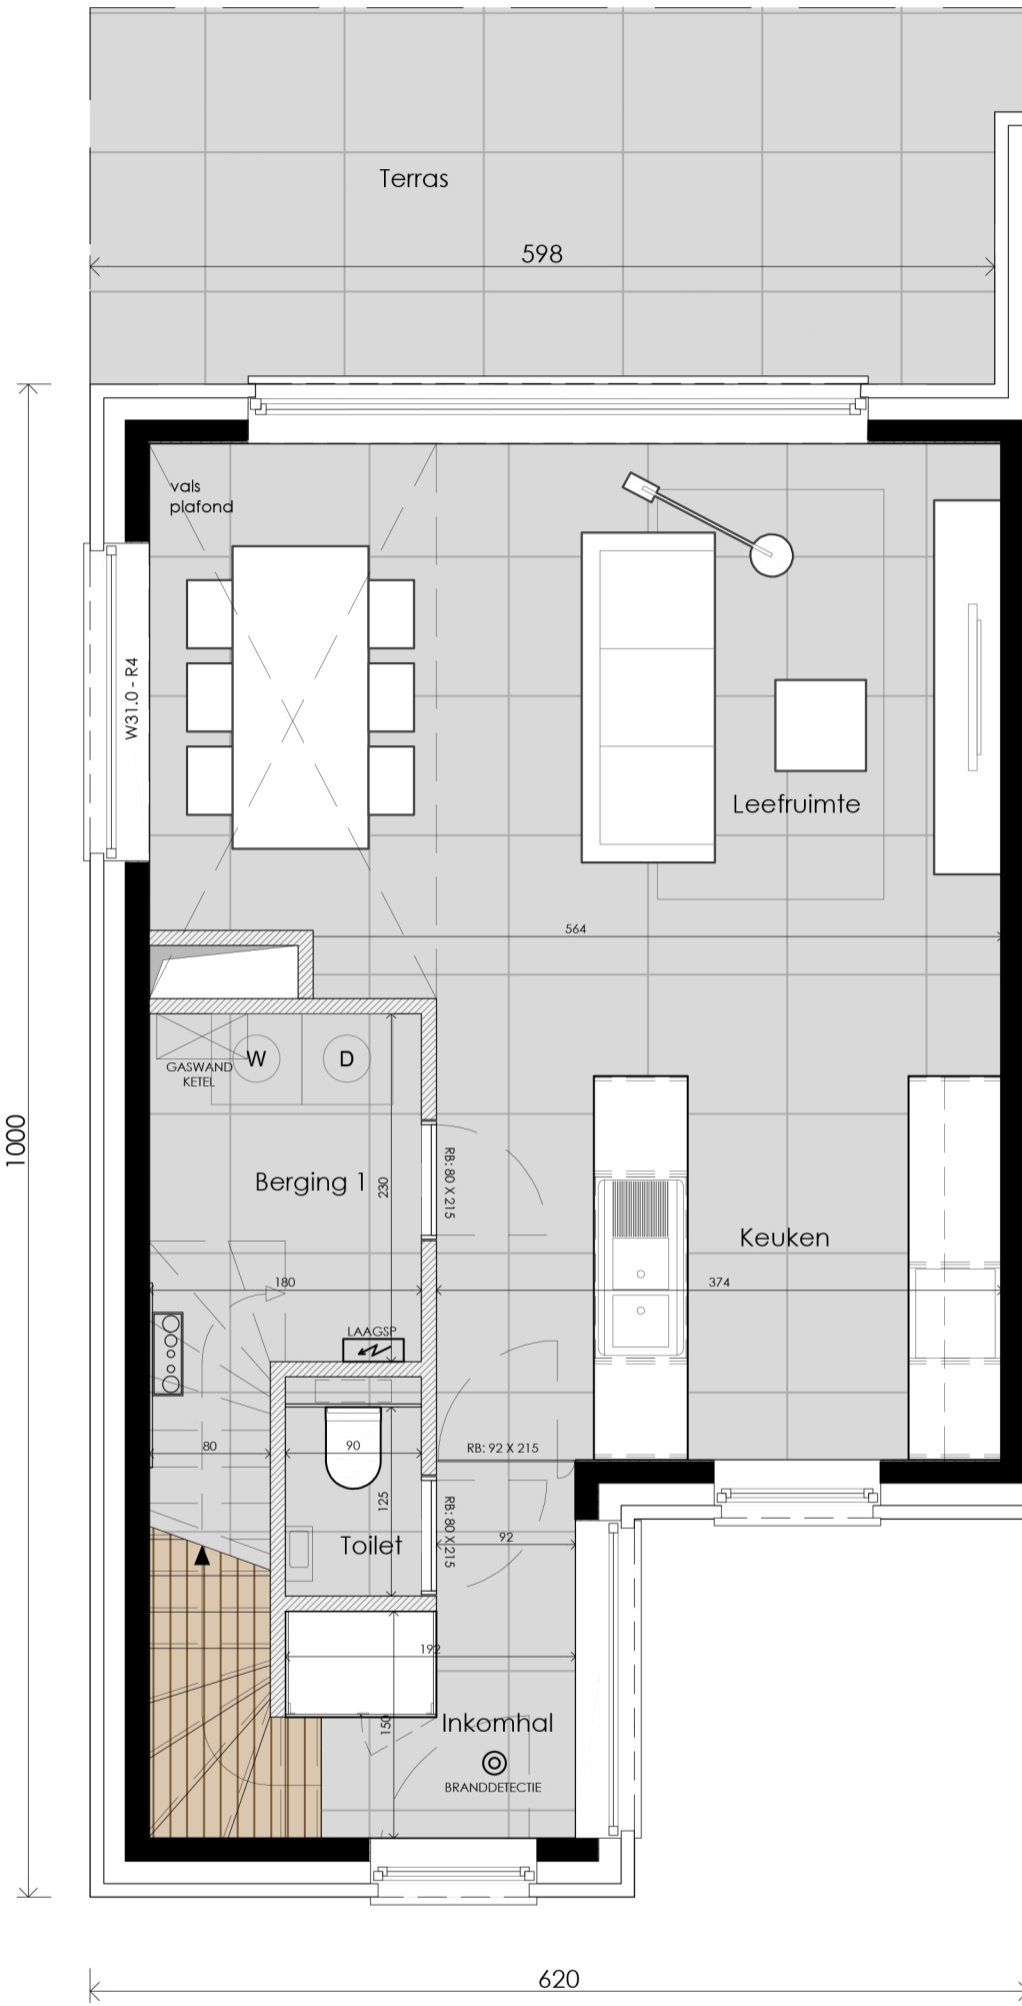 Terras
598
vals
plafond
W31.0 - R4
Leefruimte
564
1000
GASWAND
KETEL
W
D
Berging 1
230
RB: 80 X 215
Keuken
180
374
LAAGSP
80
90
RB: 92 X 215
125
RB: 80 X 215
Toilet
92
192
150
Inkomhal
BRANDDETECTIE
620